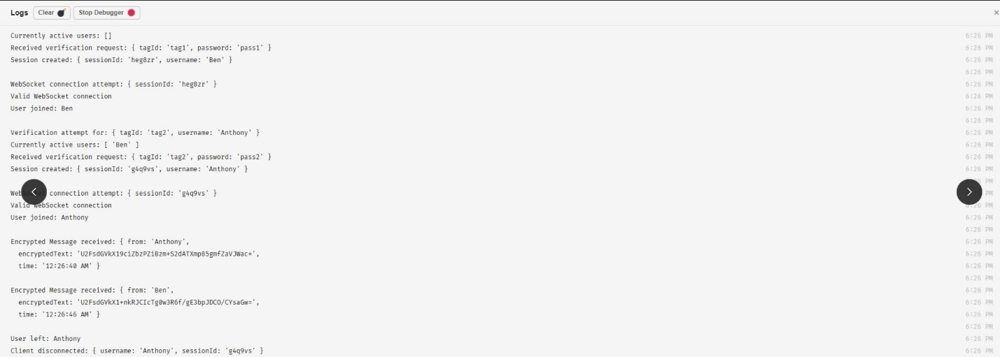 Logs Clear Stop Debugger ×
Currently active users: [] 6:26 PM
Received verification request: { tagId: 'tag1', password: 'pass1' } 6:26 PM
Session created: { sessionId: 'heg8zr', username: 'Ben' } 6:26 PM
6:26 PM
WebSocket connection attempt: { sessionId: 'heg8zr' } 6:26 PM
Valid WebSocket connection 6:26 PM
User joined: Ben 6:26 PM
6:26 PM
Verification attempt for: { tagId: 'tag2', username: 'Anthony' } 6:26 PM
Currently active users: [ 'Ben' ] 6:26 PM
Received verification request: { tagId: 'tag2', password: 'pass2' } 6:26 PM
Session created: { sessionId: 'g4q9vs', username: 'Anthony' } 6:26 PM
PM
connection attempt: { sessionId: 'g4q9vs' } PM
Valid WebSocket connection 6:26 PM
User joined: Anthony 6:26 PM
6:26 PM
Encrypted Message received: { from: 'Anthony', 6:26 PM
encryptedText: 'U2FsdGVkX19ciZbzPZiBzm+S2dATXmp85gmfZaVJWac=', 6:26 PM
time: '12:26:40 AM' } 6:26 PM
6:26 PM
Encrypted Message received: { from: 'Ben', 6:26 PM
encryptedText: 'U2FsdGVkX1+nkRJCIcTg0w3R6f/gE3bpJDCO/CYsaGw=', 6:26 PM
time: '12:26:46 AM' } 6:26 PM
6:26 PM
User left: Anthony 6:26 PM
Client disconnected: { username: 'Anthony', sessionId: 'g4q9vs' } 6:26 PM